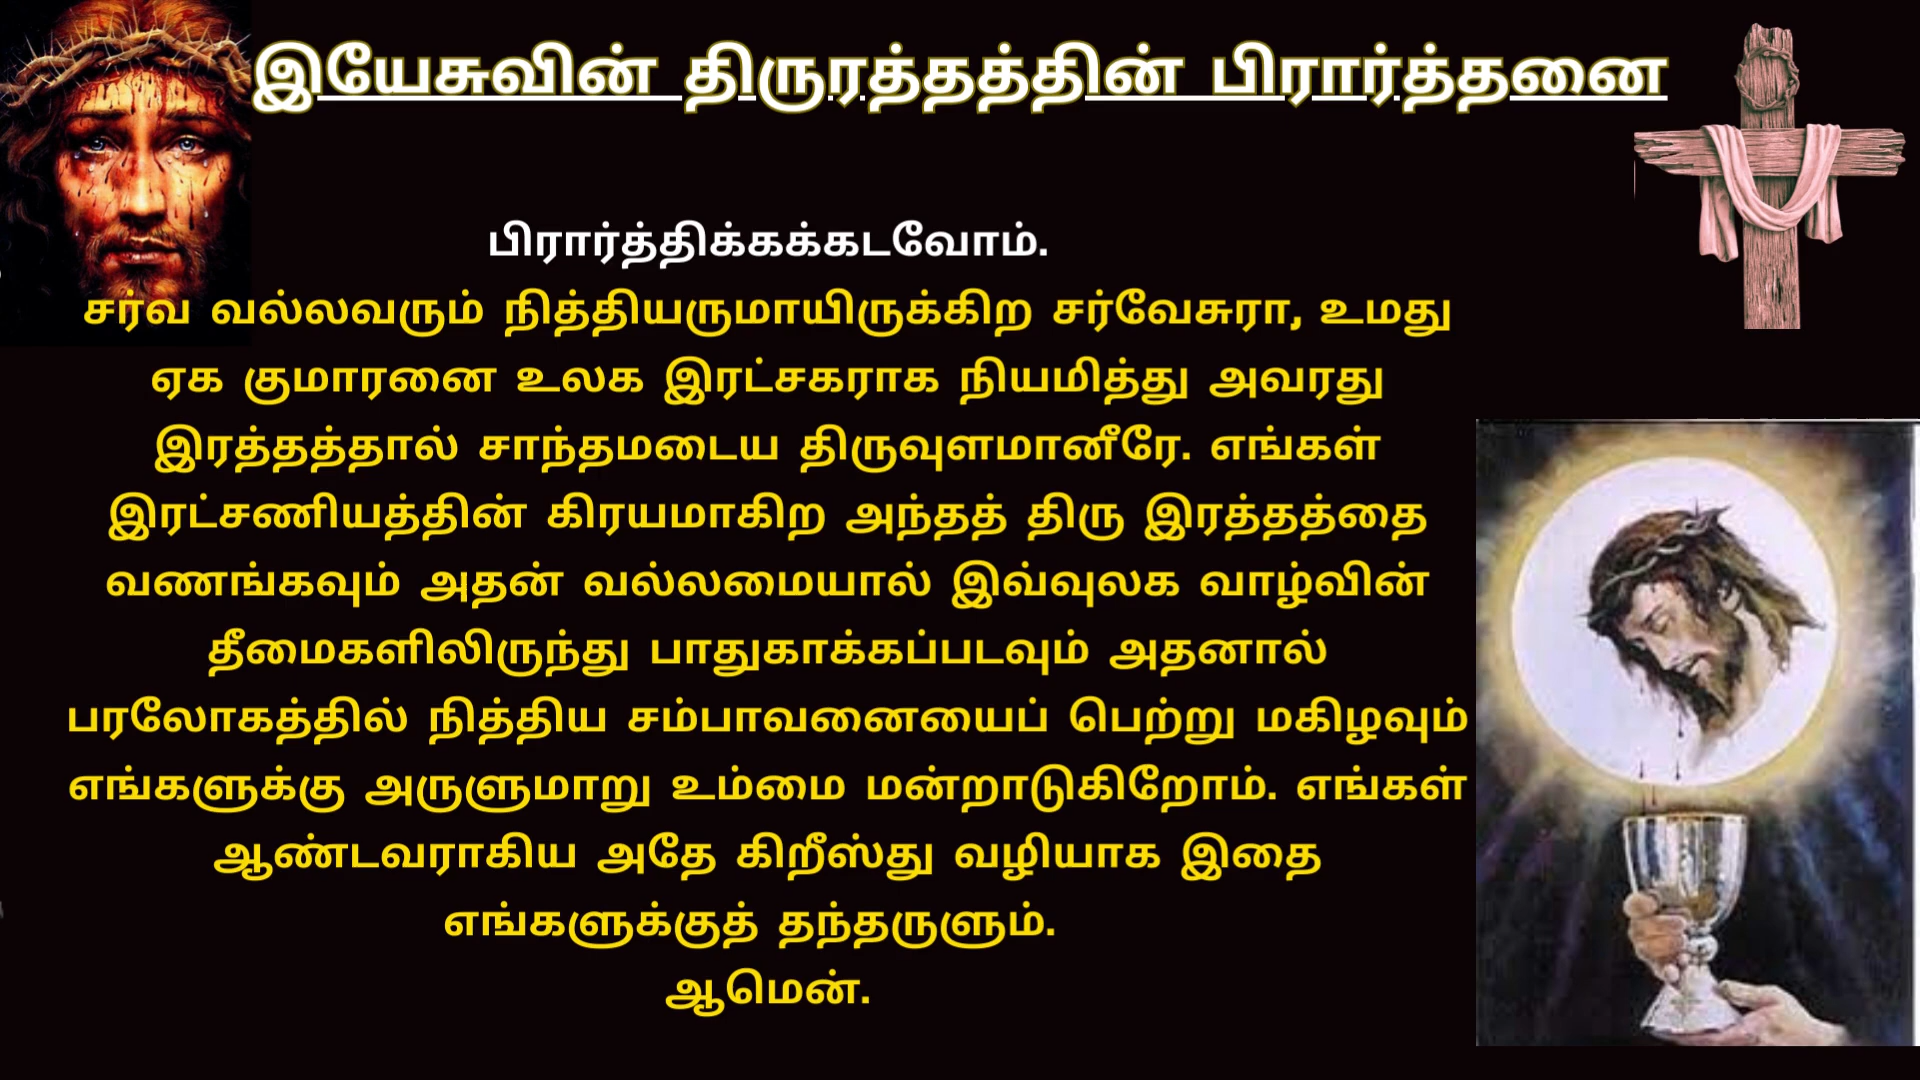 இயேசுவின் திருரத்தத்தின் பிரார்த்தனை
பிரார்த்திக்கக்கடவோம்.
சர்வ வல்லவரும் நித்தியருமாயிருக்கிற சர்வேசுரா, உமது
ஏக குமாரனை உலக இரட்சகராக நியமித்து அவரது
இரத்தத்தால் சாந்தமடைய திருவுளமானீரே. எங்கள்
இரட்சணியத்தின் கிரயமாகிற அந்தத் திரு இரத்தத்தை
வணங்கவும் அதன் வல்லமையால் இவ்வுலக வாழ்வின்
தீமைகளிலிருந்து பாதுகாக்கப்படவும் அதனால்
பரலோகத்தில் நித்திய சம்பாவனையைப் பெற்று மகிழவும்
எங்களுக்கு அருளுமாறு உம்மை மன்றாடுகிறோம். எங்கள்
ஆண்டவராகிய அதே கிறீஸ்து வழியாக இதை
எங்களுக்குத் தந்தருளும்.
ஆமென்.